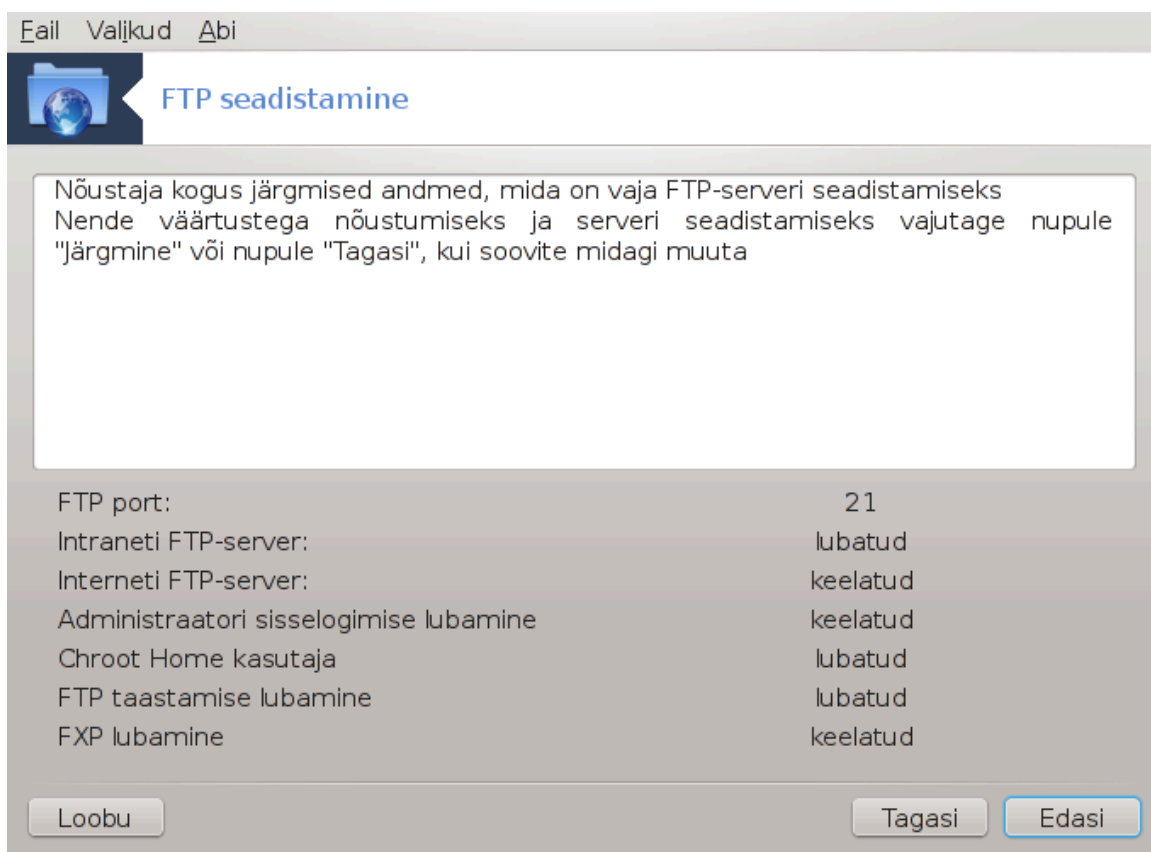 Fail Valikud Abi
FTP seadistamine
Nõustaja kogus järgmised andmed, mida on vaja FTP-serveri seadistamiseks
Nende väärtustega nõustumiseks ja serveri seadistamiseks vajutage nupule
"Järgmine" või nupule "Tagasi", kui soovite midagi muuta
FTP port: 21
Intraneti FTP-server: lubatud
Interneti FTP-server: keelatud
Administraatori sisselogimise lubamine keelatud
Chroot Home kasutaja lubatud
FTP taastamise lubamine lubatud
FXP lubamine keelatud
Loobu Tagasi Edasi